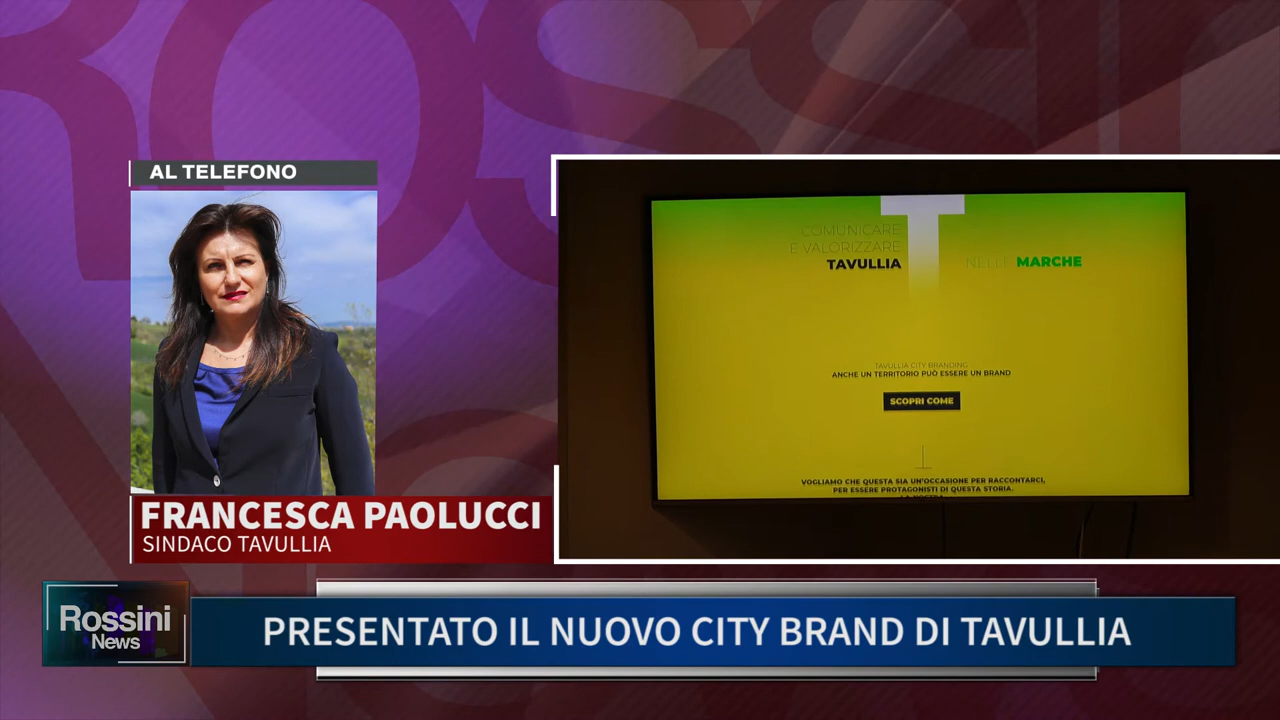 AL TELEFONO
FRANCESCA PAOLUCCI
SINDACO TAVULLIA
COMUNICARE
E VALORIZZARE
TAVULLIA
NELLE MARCHE
T
TAVULLIA CITY BRANDING
ANCHE UN TERRITORIO PUÒ ESSERE UN BRAND
SCOPRI COME
VOGLIAMO CHE QUESTA SIA UN'OCCASIONE PER RACCONTARCI,
PER ESSERE PROTAGONISTI DI QUESTA STORIA.
Rossini
News
PRESENTATO IL NUOVO CITY BRAND DI TAVULLIA